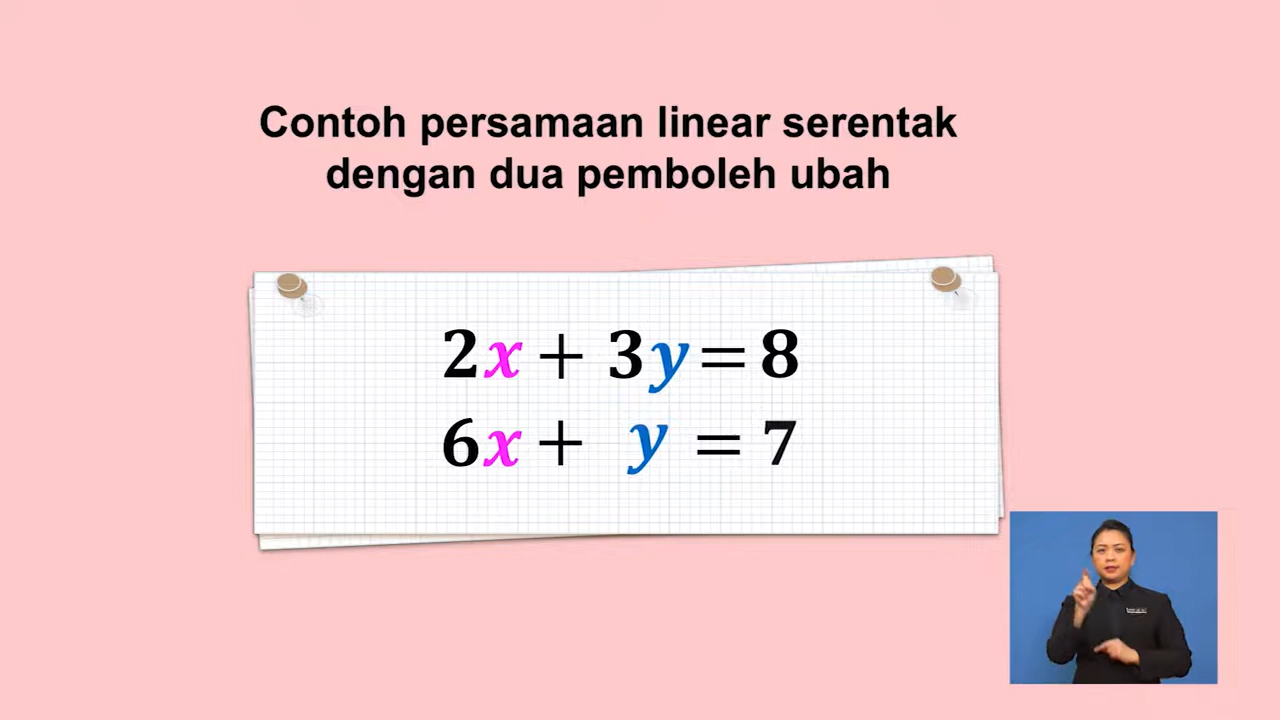 Contoh persamaan linear serentak
dengan dua pemboleh ubah
2x + 3y = 8
6x + y = 7